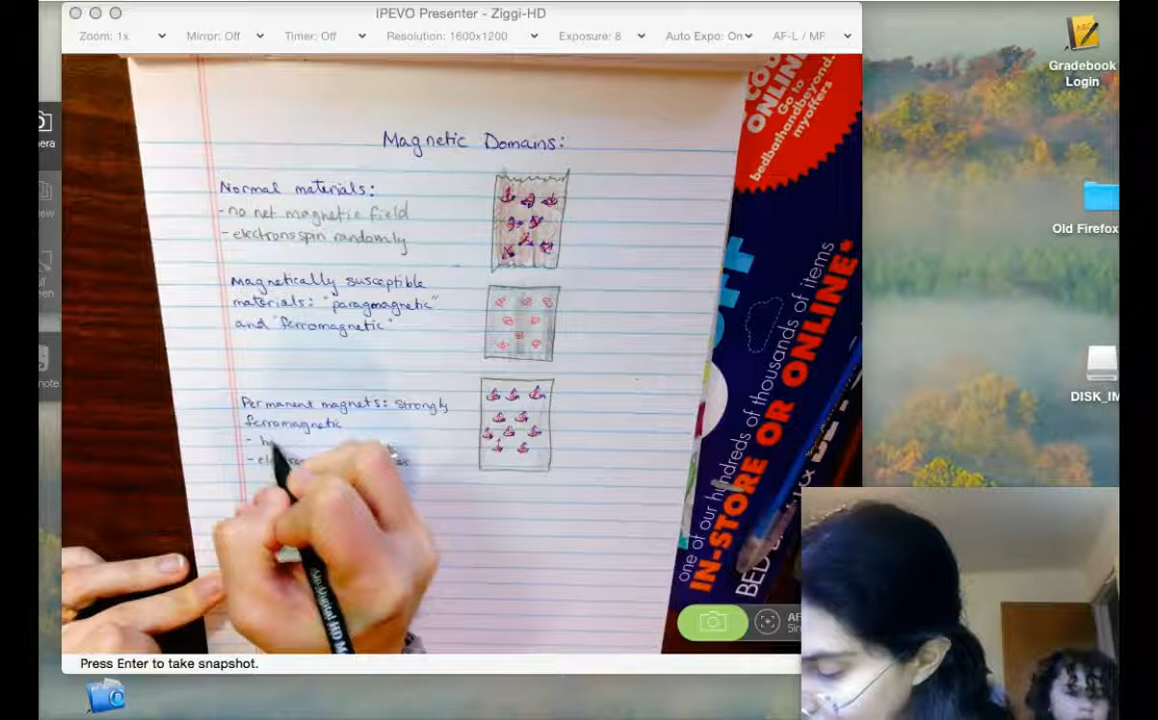 IPEVO Presenter - Ziggi-HD
Zoom: 1x
Mirror: Off
Timer: Off
Resolution: 1600x1200
Exposure: 8
Auto Expo: On
AF-L / MF
Magnetic Domains:
Normal materials:
-no net magnetic field
-electrons spin randomly
Magnetically susceptible
materials: "paragmagnetic"
and "ferromagnetic"
Permanent magnets: strongly
ferromagnetic
COU
ONLINE
Go to
bedbathandbeyond.
myoffers
one of our hundreds of thousands of items
IN-STORE OR ONLINE*
BED
Press Enter to take snapshot.
Gradebook
Login
Old Firefox
DISK_IM